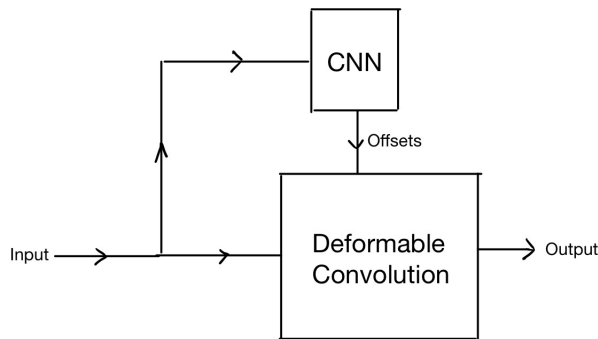 CNN
Offsets
Input
Deformable
Convolution
Output